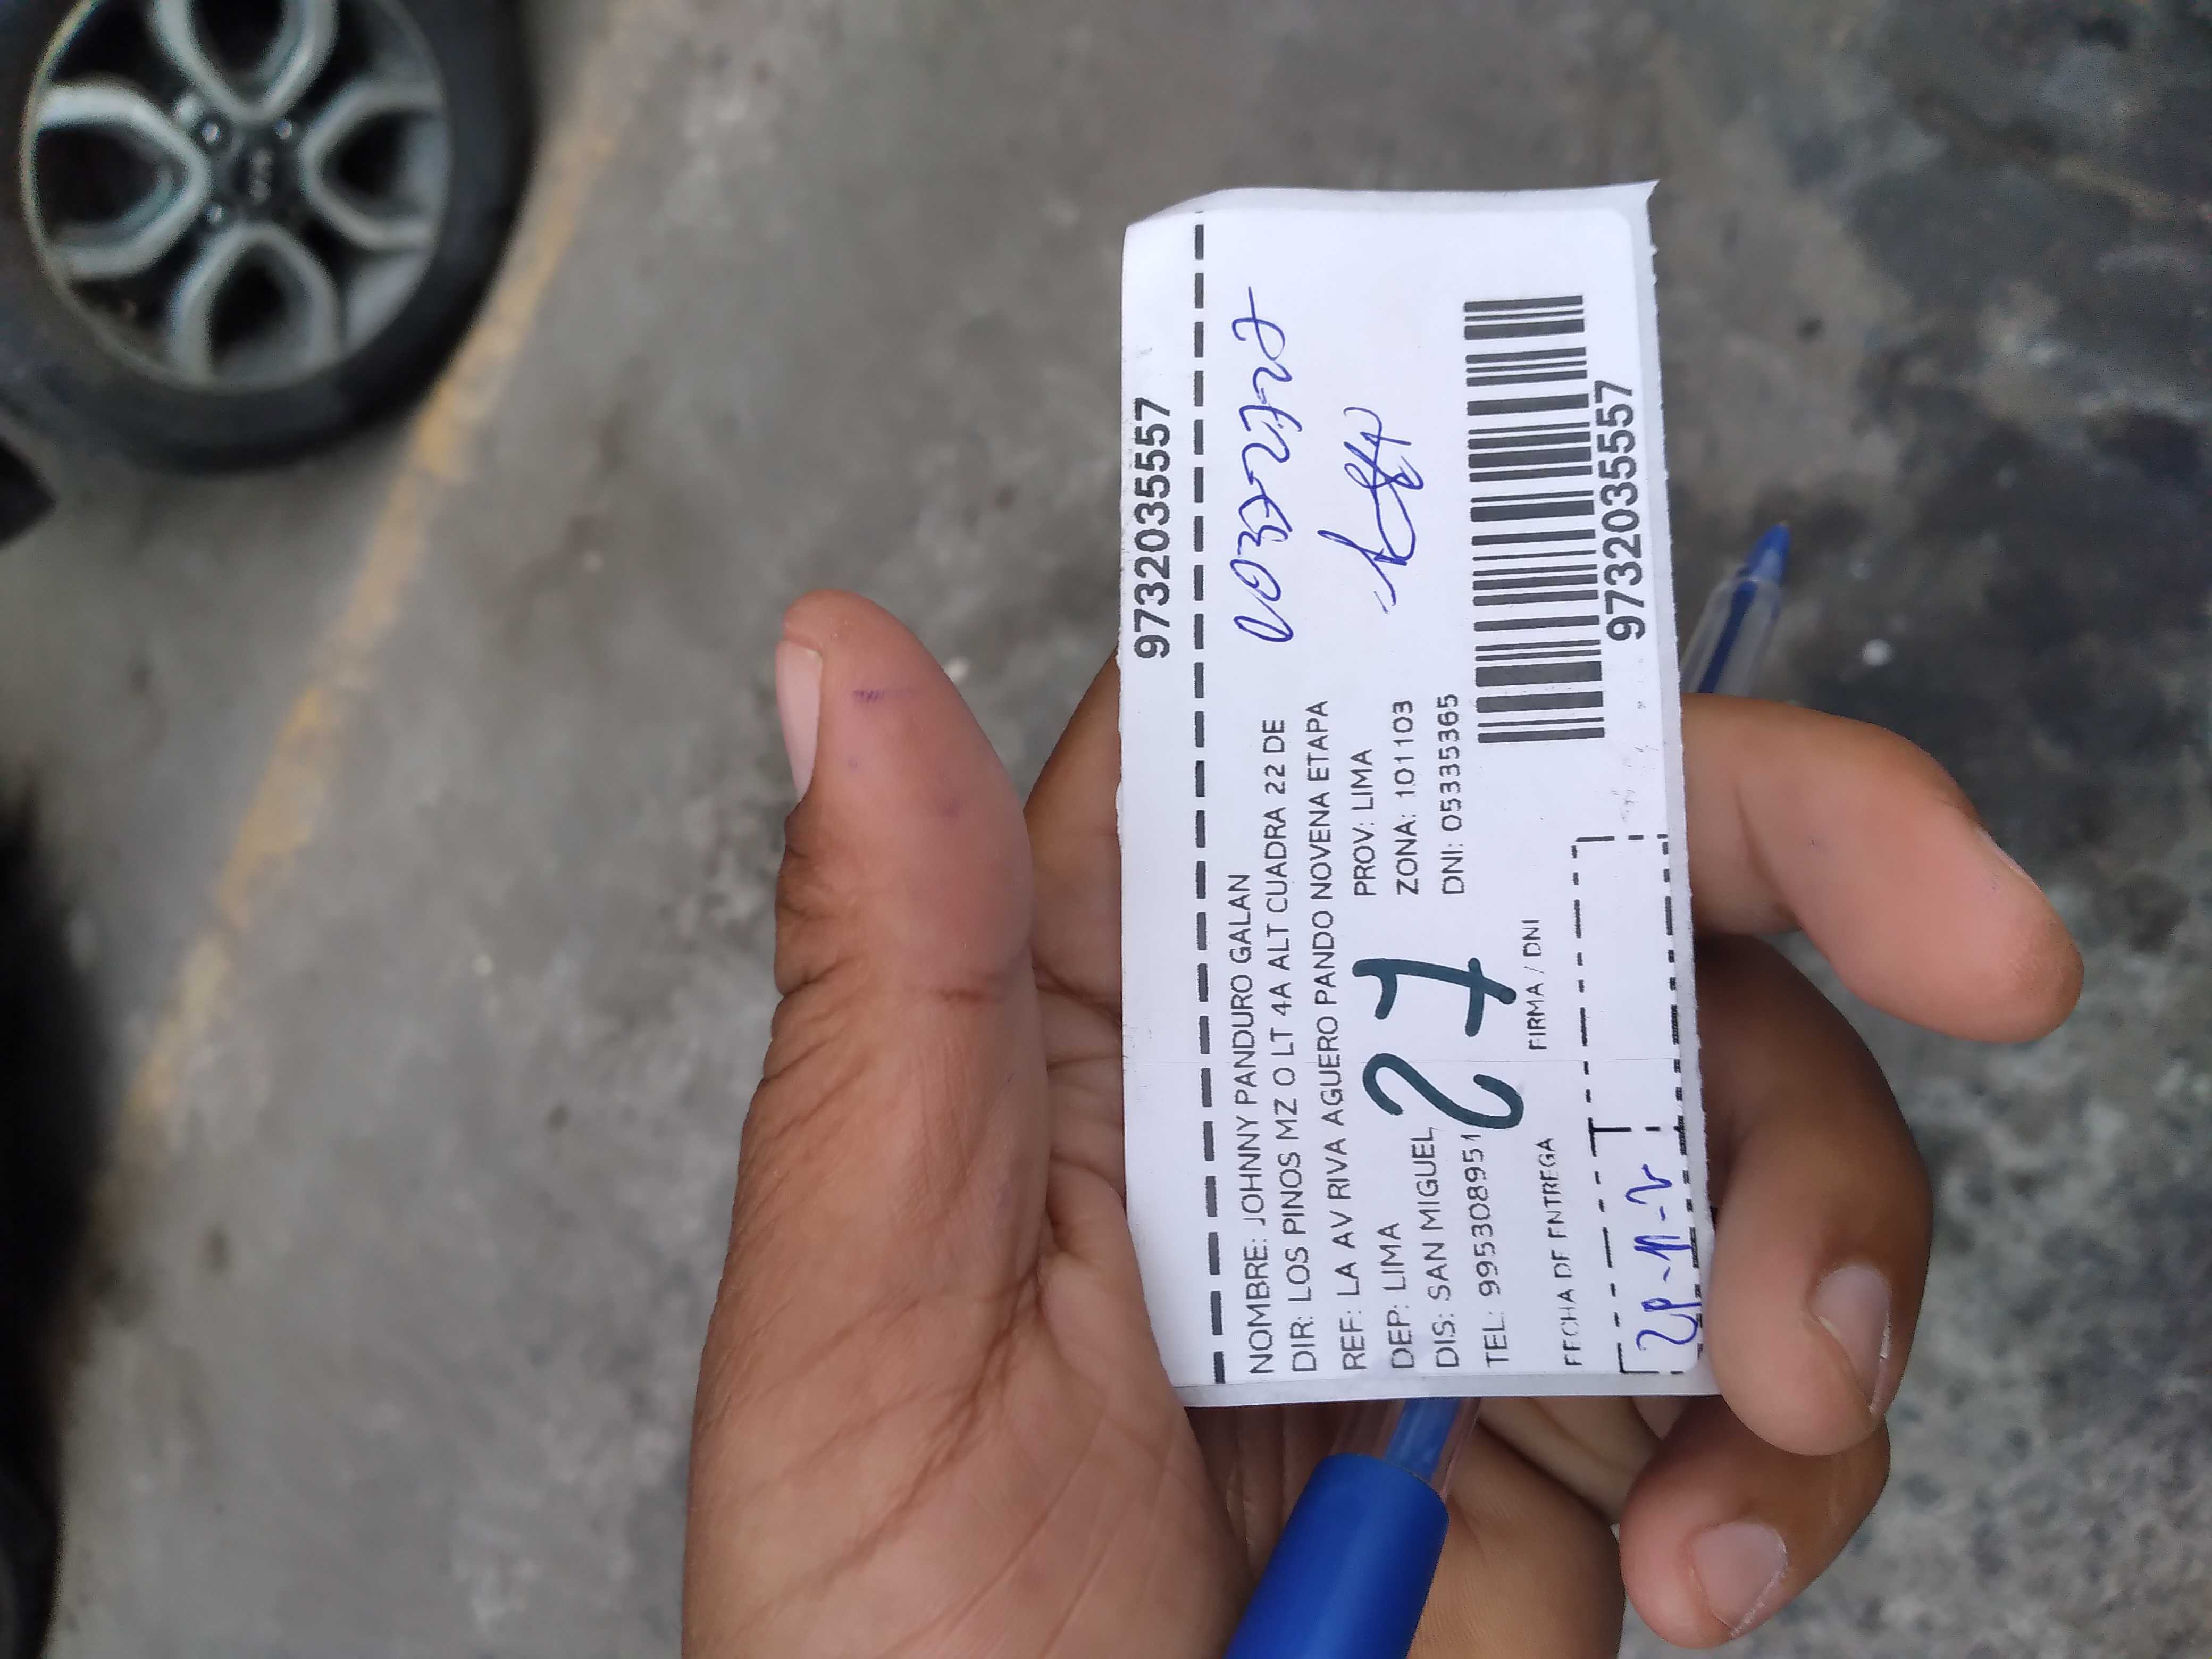 9732035557
NOMBRE: JOHNNY PANDURO GALAN
DIR: LOS PINOS MZ O LT 4A ALT CUADRA 22 DE
REF: LA AV RIVA AGUERO PANDO NOVENA ETAPA
DEP: LIMA PROV: LIMA
DIS: SAN MIGUEL ZONA: 101103
TEL: 995308951 DNI: 05335365
27
FECHA DE ENTREGA FIRMA / DNI
9732035557
KIA